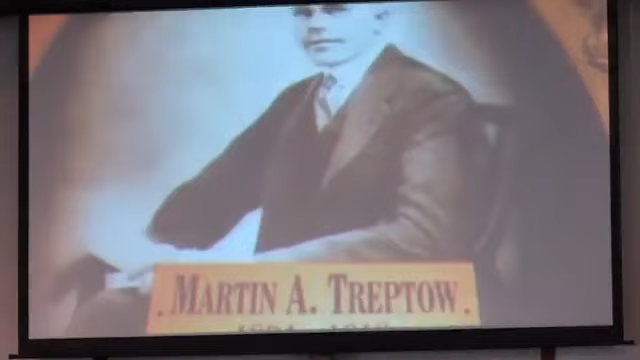 . MARTIN A. TREPTOW .